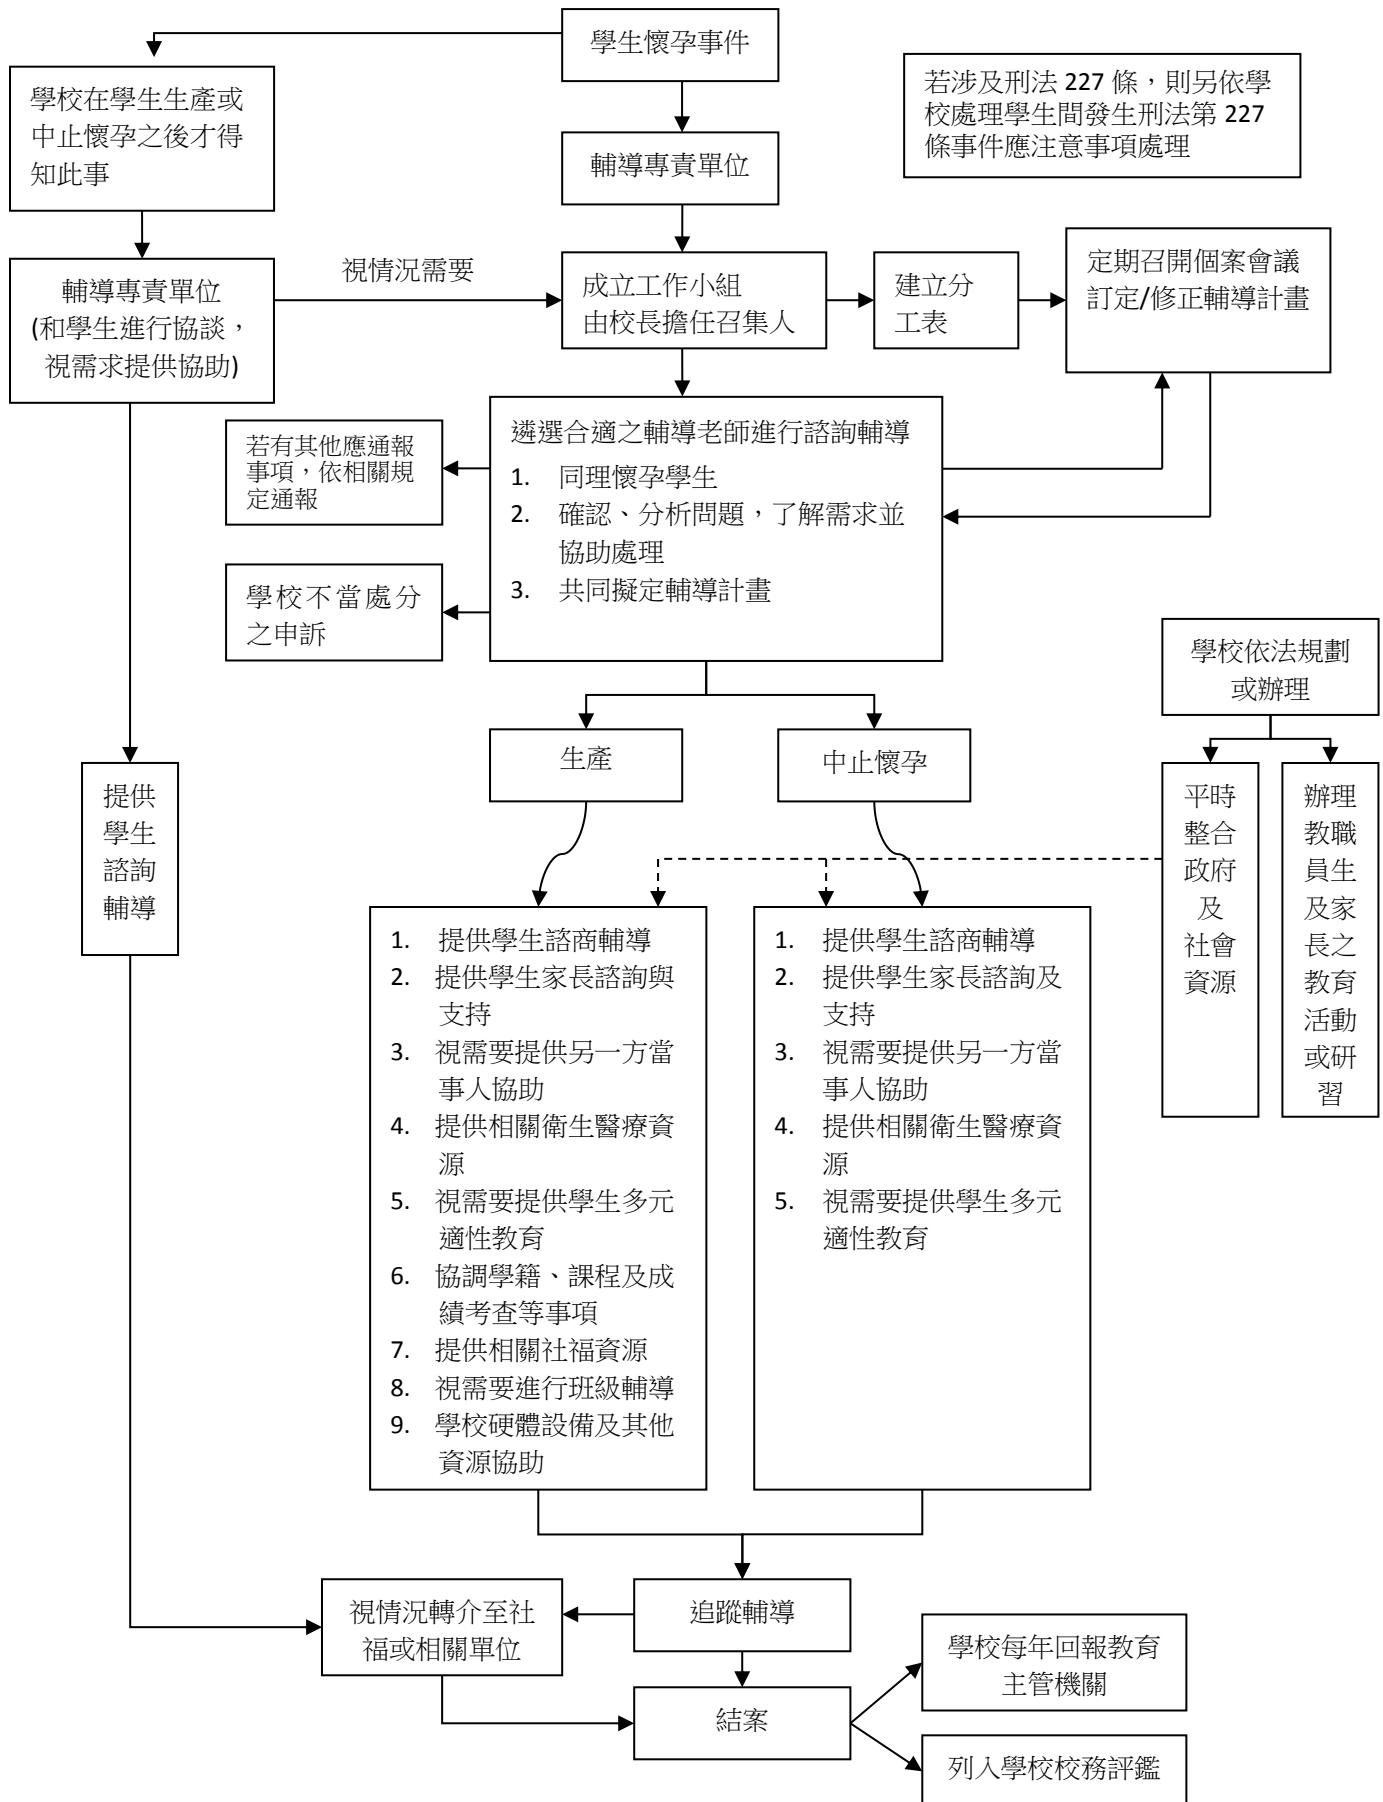 學生懷孕事件
學校在學生生產或
中止懷孕之後才得
知此事
若涉及刑法 227 條，則另依學
校處理學生間發生刑法第 227
條事件應注意事項處理
輔導專責單位
輔導專責單位
(和學生進行協談，
視需求提供協助)
視情況需要
成立工作小組
由校長擔任召集人
建立分
工表
定期召開個案會議
訂定/修正輔導計畫
遴選合適之輔導老師進行諮詢輔導
1. 同理懷孕學生
2. 確認、分析問題，了解需求並
協助處理
3. 共同擬定輔導計畫
若有其他應通報
事項，依相關規
定通報
學校不當處分
之申訴
學校依法規劃
或辦理
生產
中止懷孕
提供
學生
諮詢
輔導
平時
整合
政府
及
社會
資源
辦理
教職
員生
及家
長之
教育
活動
或研
習
1. 提供學生諮商輔導
2. 提供學生家長諮詢與
支持
3. 視需要提供另一方當
事人協助
4. 提供相關衛生醫療資
源
5. 視需要提供學生多元
適性教育
6. 協調學籍、課程及成
績考查等事項
7. 提供相關社福資源
8. 視需要進行班級輔導
9. 學校硬體設備及其他
資源協助
1. 提供學生諮商輔導
2. 提供學生家長諮詢及
支持
3. 視需要提供另一方當
事人協助
4. 提供相關衛生醫療資
源
5. 視需要提供學生多元
適性教育
視情況轉介至社
福或相關單位
追蹤輔導
結案
學校每年回報教育
主管機關
列入學校校務評鑑